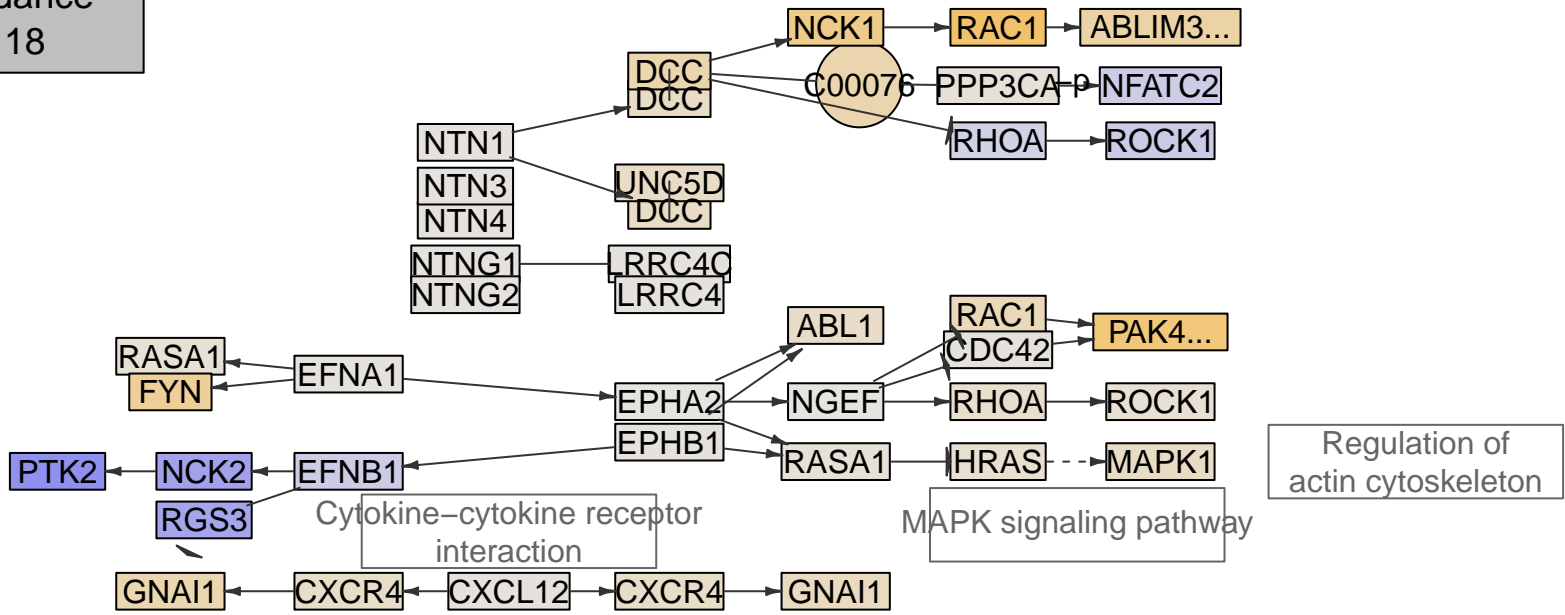 18
NCK1
RAC1
ABLIM3...
DCC
DCC
C00076
PPP3CA
-p
NFATC2
NTN1
RHOA
ROCK1
NTN3
UNC5D
NTN4
DCC
NTNG1
LRRC4C
NTNG2
LRRC4
RAC1
ABL1
PAK4...
RASA1
CDC42
EFNA1
FYN
EPHA2
NGEF
RHOA
ROCK1
EPHB1
PTK2
NCK2
EFNB1
RASA1
HRAS
MAPK1
Regulation of
actin cytoskeleton
RGS3
Cytokine–cytokine receptor
interaction
MAPK signaling pathway
GNAI1
CXCR4
CXCL12
CXCR4
GNAI1